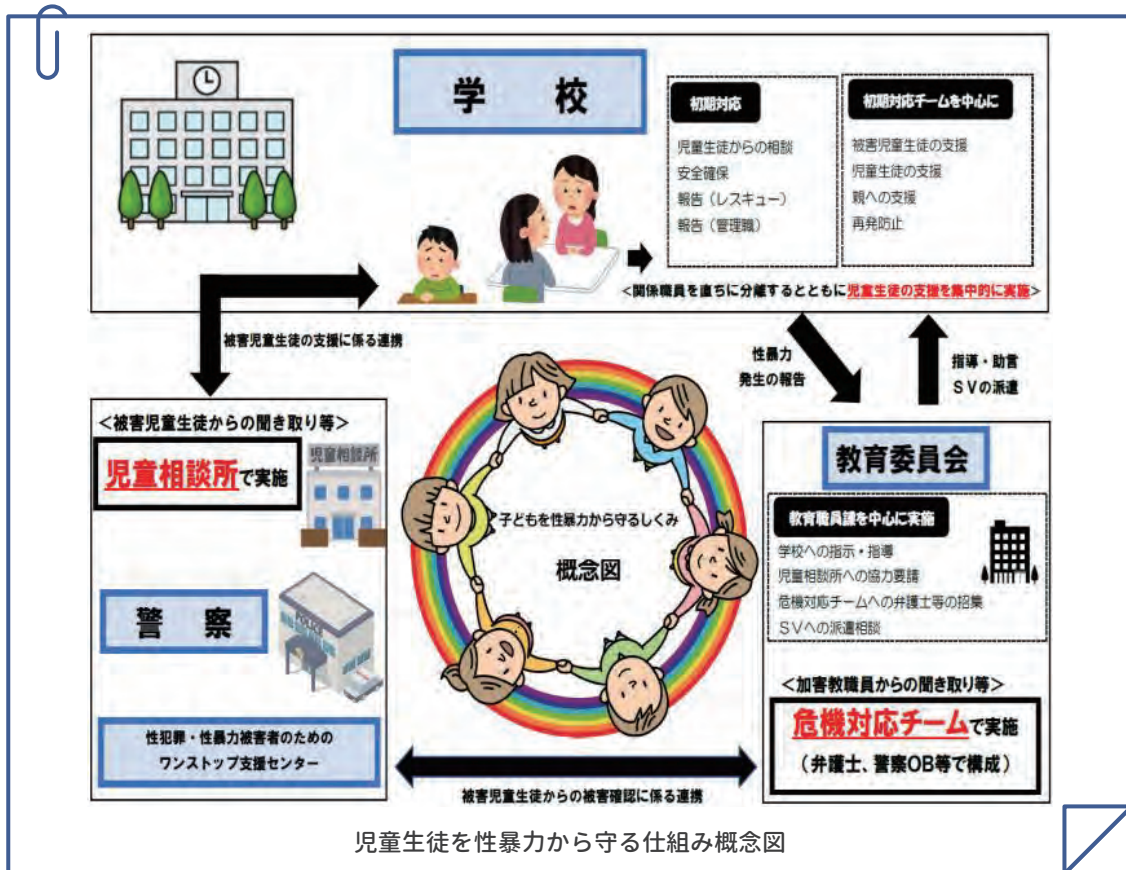 学校
初期対応
児童生徒からの相談
安全確保
報告（レスキュー）
報告（管理職）
初期対応チームを中心に
被害児童生徒の支援
児童生徒の支援
親への支援
再発防止
<関係職員を直ちに分離するとともに児童生徒の支援を集中的に実施>
被害児童生徒の支援に係る連携
性暴力
発生の報告
指導・助言
ＳＶの派遣
<被害児童生徒からの聞き取り等>
児童相談所で実施
児童相談所
警察
POLICE
性犯罪・性暴力被害者のための
ワンストップ支援センター
子どもを性暴力から守るしくみ
概念図
教育委員会
教育職員課を中心に実施
学校への指示・指導
児童相談所への協力要請
危機対応チームへの弁護士等の招集
ＳＶへの派遣相談
<加害教職員からの聞き取り等>
危機対応チームで実施
（弁護士、警察OB等で構成）
被害児童生徒からの被害確認に係る連携
児童生徒を性暴力から守る仕組み概念図